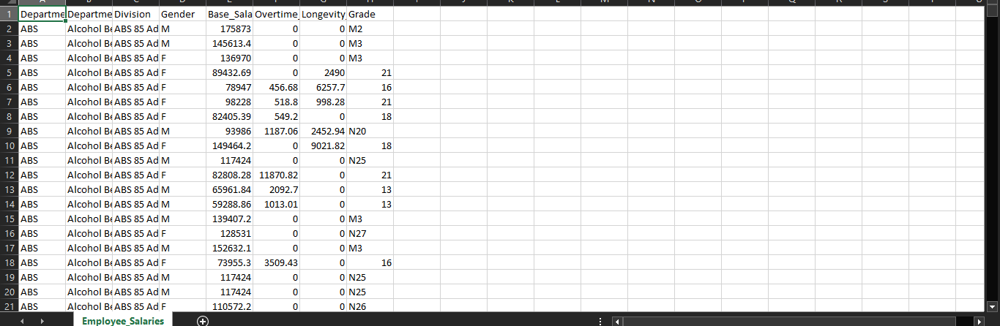 1 Departme Departme Division Gender Base_Sala Overtime_ Longevity_ Grade
2 ABS Alcohol Be ABS 85 Ad M 175873 0 0 M2
3 ABS Alcohol Be ABS 85 Ad M 145613.4 0 0 M3
4 ABS Alcohol Be ABS 85 Ad F 136970 0 0 M3
5 ABS Alcohol Be ABS 85 Ad F 89432.69 0 2490 21
6 ABS Alcohol Be ABS 85 Ad F 78947 456.68 6257.7 16
7 ABS Alcohol Be ABS 85 Ad F 98228 518.8 998.28 21
8 ABS Alcohol Be ABS 85 Ad F 82405.39 549.2 0 18
9 ABS Alcohol Be ABS 85 Ad M 93986 1187.06 2452.94 N20
10 ABS Alcohol Be ABS 85 Ad F 149464.2 0 9021.82 18
11 ABS Alcohol Be ABS 85 Ad M 117424 0 0 N25
12 ABS Alcohol Be ABS 85 Ad F 82808.28 11870.82 0 21
13 ABS Alcohol Be ABS 85 Ad M 65961.84 2092.7 0 13
14 ABS Alcohol Be ABS 85 Ad M 59288.86 1013.01 0 13
15 ABS Alcohol Be ABS 85 Ad M 139407.2 0 0 M3
16 ABS Alcohol Be ABS 85 Ad F 128531 0 0 N27
17 ABS Alcohol Be ABS 85 Ad M 152632.1 0 0 M3
18 ABS Alcohol Be ABS 85 Ad F 73955.3 3509.43 0 16
19 ABS Alcohol Be ABS 85 Ad M 117424 0 0 N25
20 ABS Alcohol Be ABS 85 Ad M 117424 0 0 N25
21 ABS Alcohol Be ABS 85 Ad F 110572.2 0 0 N26
Employee_Salaries